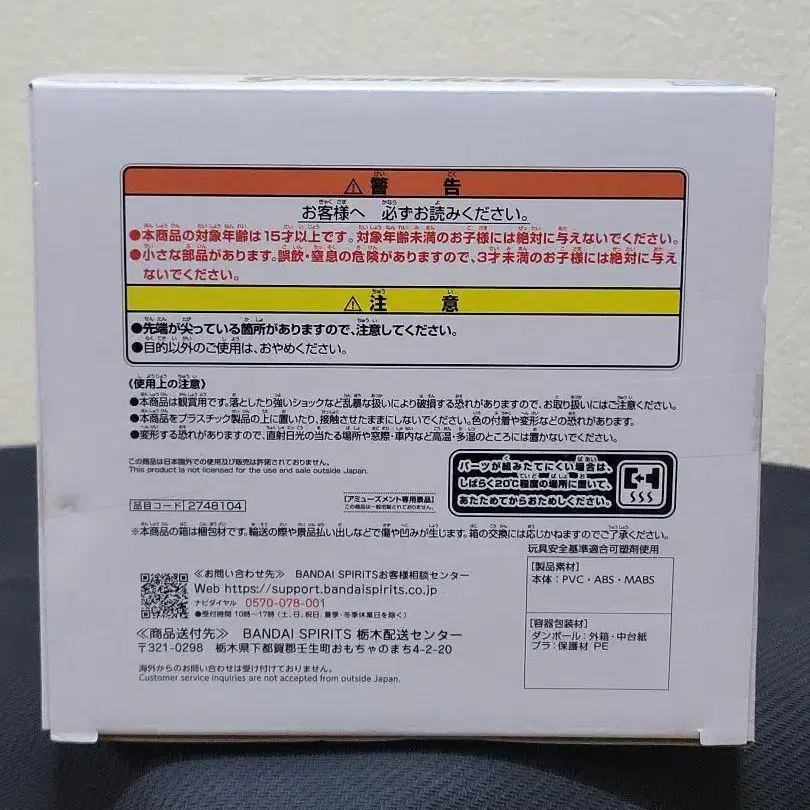 ⚠警告
お客様へ 必ずお読みください。
●本商品の対象年齢は15才以上です。対象年齢未満のお子様には絶対に与えないでください。
●小さな部品があります。誤飲・窒息の危険がありますので、3才未満のお子様には絶対に与え
ないでください。
⚠注意
●先端が尖っている箇所がありますので、注意してください。
●目的以外のご使用は、おやめください。
《使用上の注意》
●本商品は観賞用です。落としたり強いショックなど乱暴な扱いにより破損する恐れがありますので、お取り扱いにはご注意ください。
●本商品をプラスチック製品の上に置いたり、接触させたままにしないでください。色の付着や変形などの恐れがあります。
●変形する恐れがありますので、直射日光の当たる場所や窓際・車内など高温・多湿のところには置かないでください。
この商品は日本国外での使用及び販売は許諾されておりません。
This product is not licensed for the use and sale outside Japan.
パーツが組みたてにくい場合は、
しばらく20℃程度の場所に置いて、
あたためてからおためしください。
品目コード 2748104
【アミューズメント専用景品】
この商品は一般出版されておりません。
※本商品の箱は梱包材です。輸送の際や景品払い出しなどで傷や凹みが生じます。箱の交換には応じかねますのでご了承ください。
玩具安全基準適合可塑剤使用
≪お問い合わせ先≫ BANDAI SPIRITSお客様相談センター
Web https://support.bandaispirits.co.jp
ナビダイヤル 0570-078-001
●受付時間 10時〜17時 (土、日、祝日、夏季・冬季休業日を除く)
≪商品送付先≫ BANDAI SPIRITS 栃木配送センター
〒321-0298 栃木県下都賀郡壬生町おもちゃのまち4-2-20
海外からのお問い合わせは受け付けておりません。
Customer service inquiries are not accepted from outside Japan.
[製品素材]
本体:PVC・ABS・MABS
[容器包装材]
ダンボール:外箱・中台紙
プラ:保護材 PE